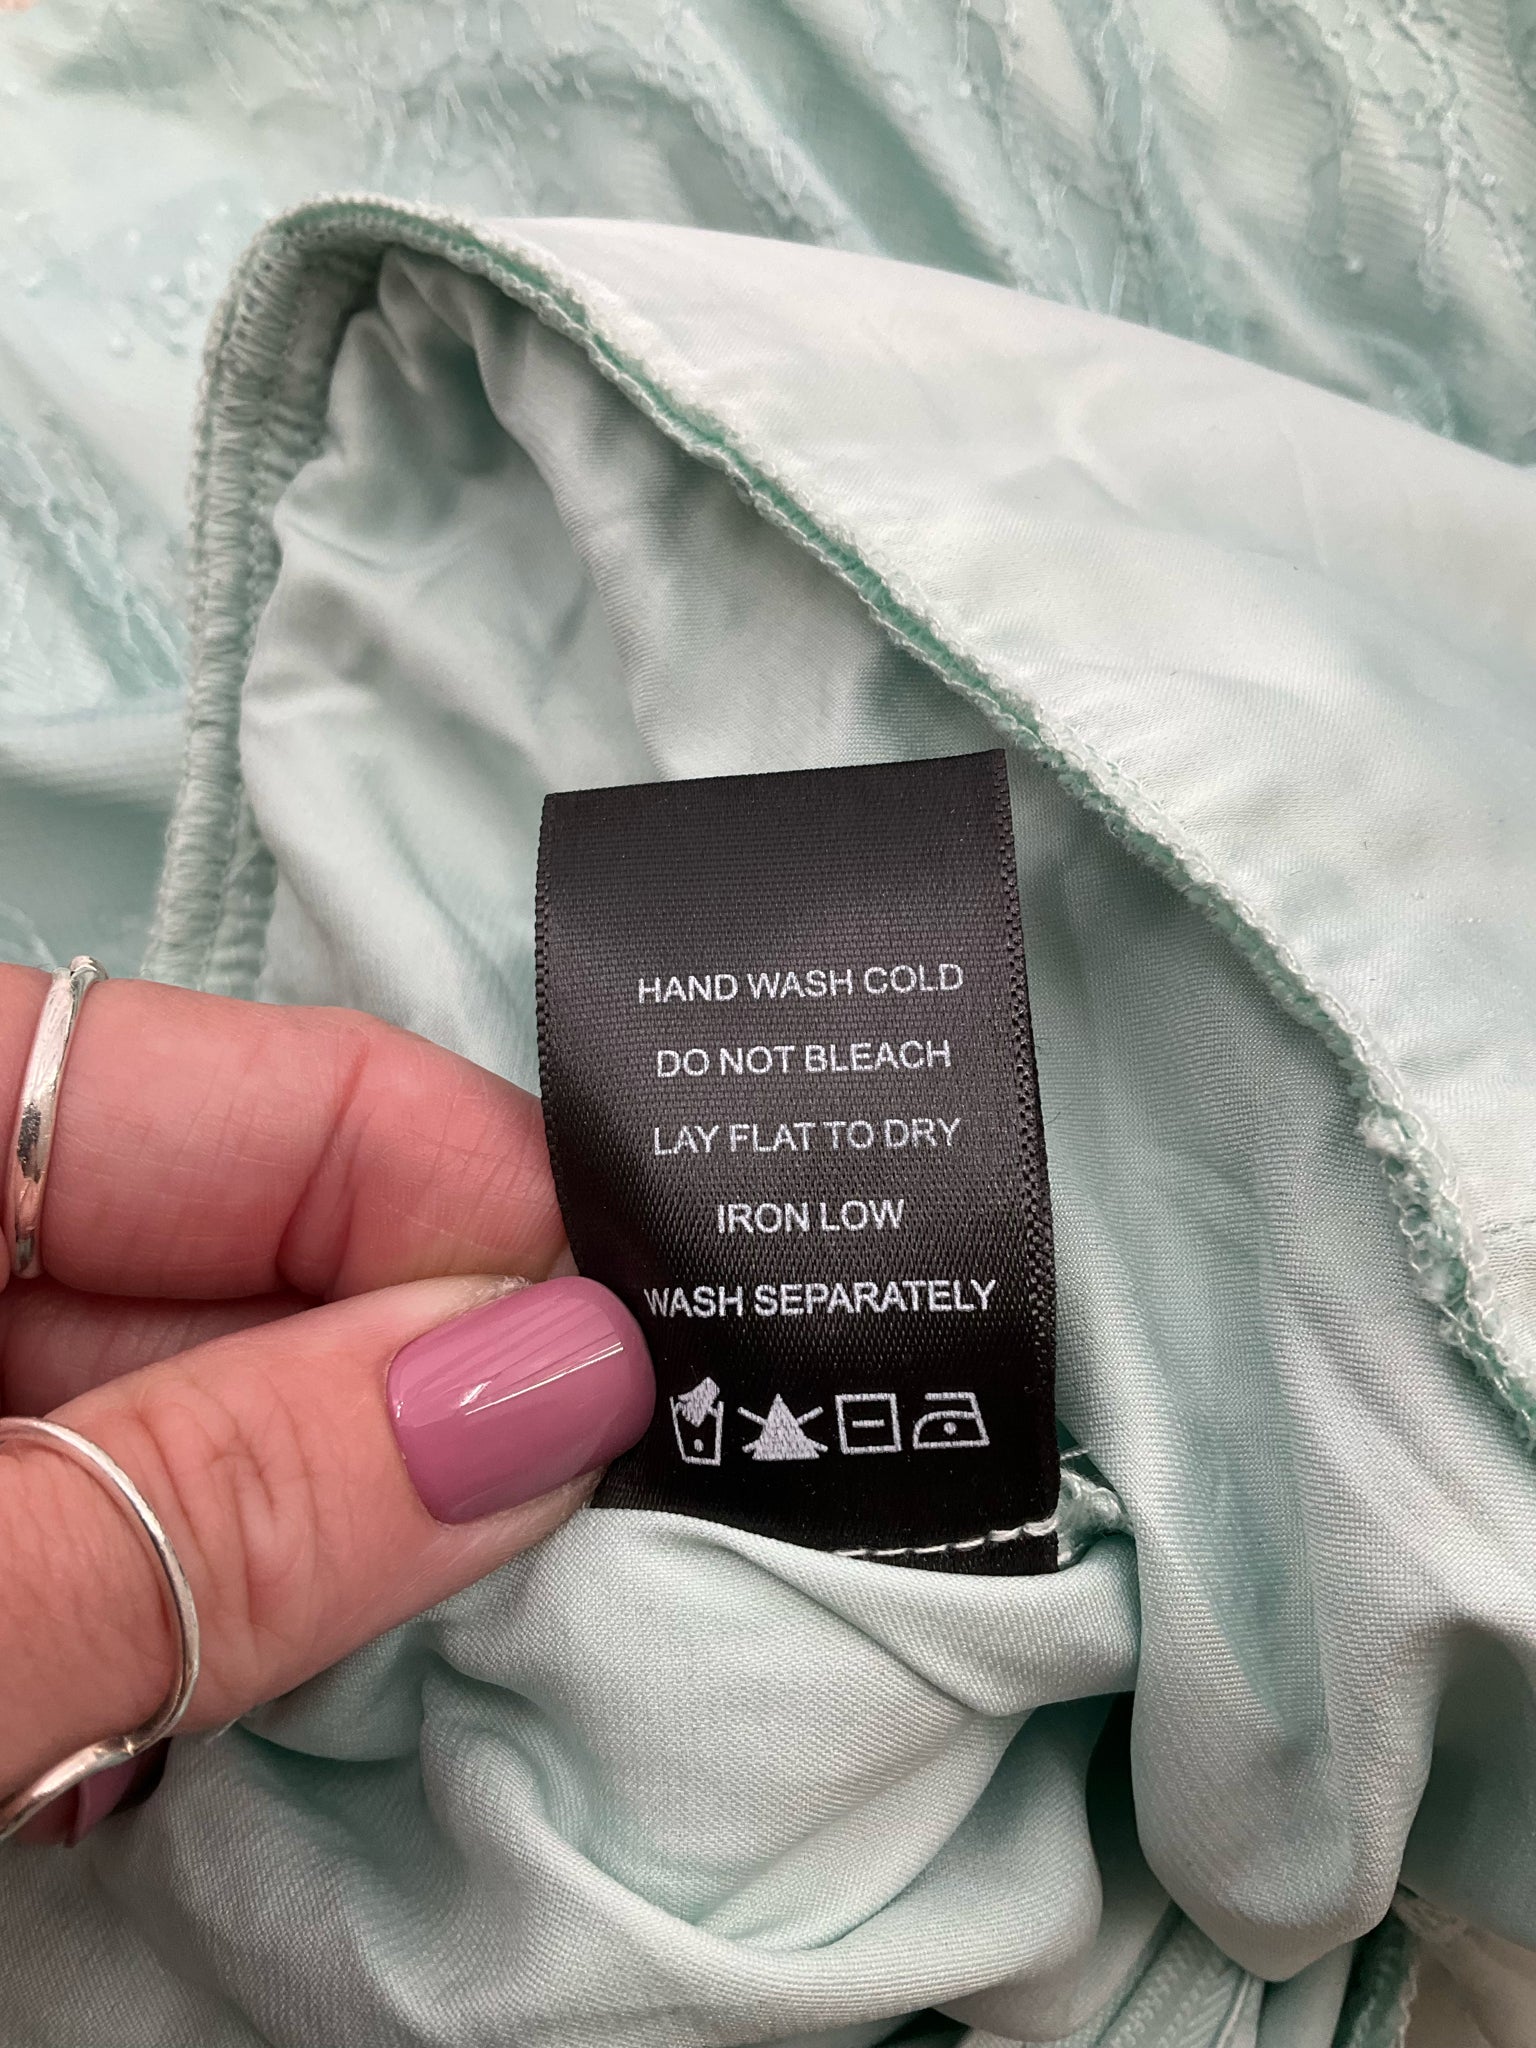 HAND WASH COLD
DO NOT BLEACH
LAY FLAT TO DRY
IRON LOW
WASH SEPARATELY